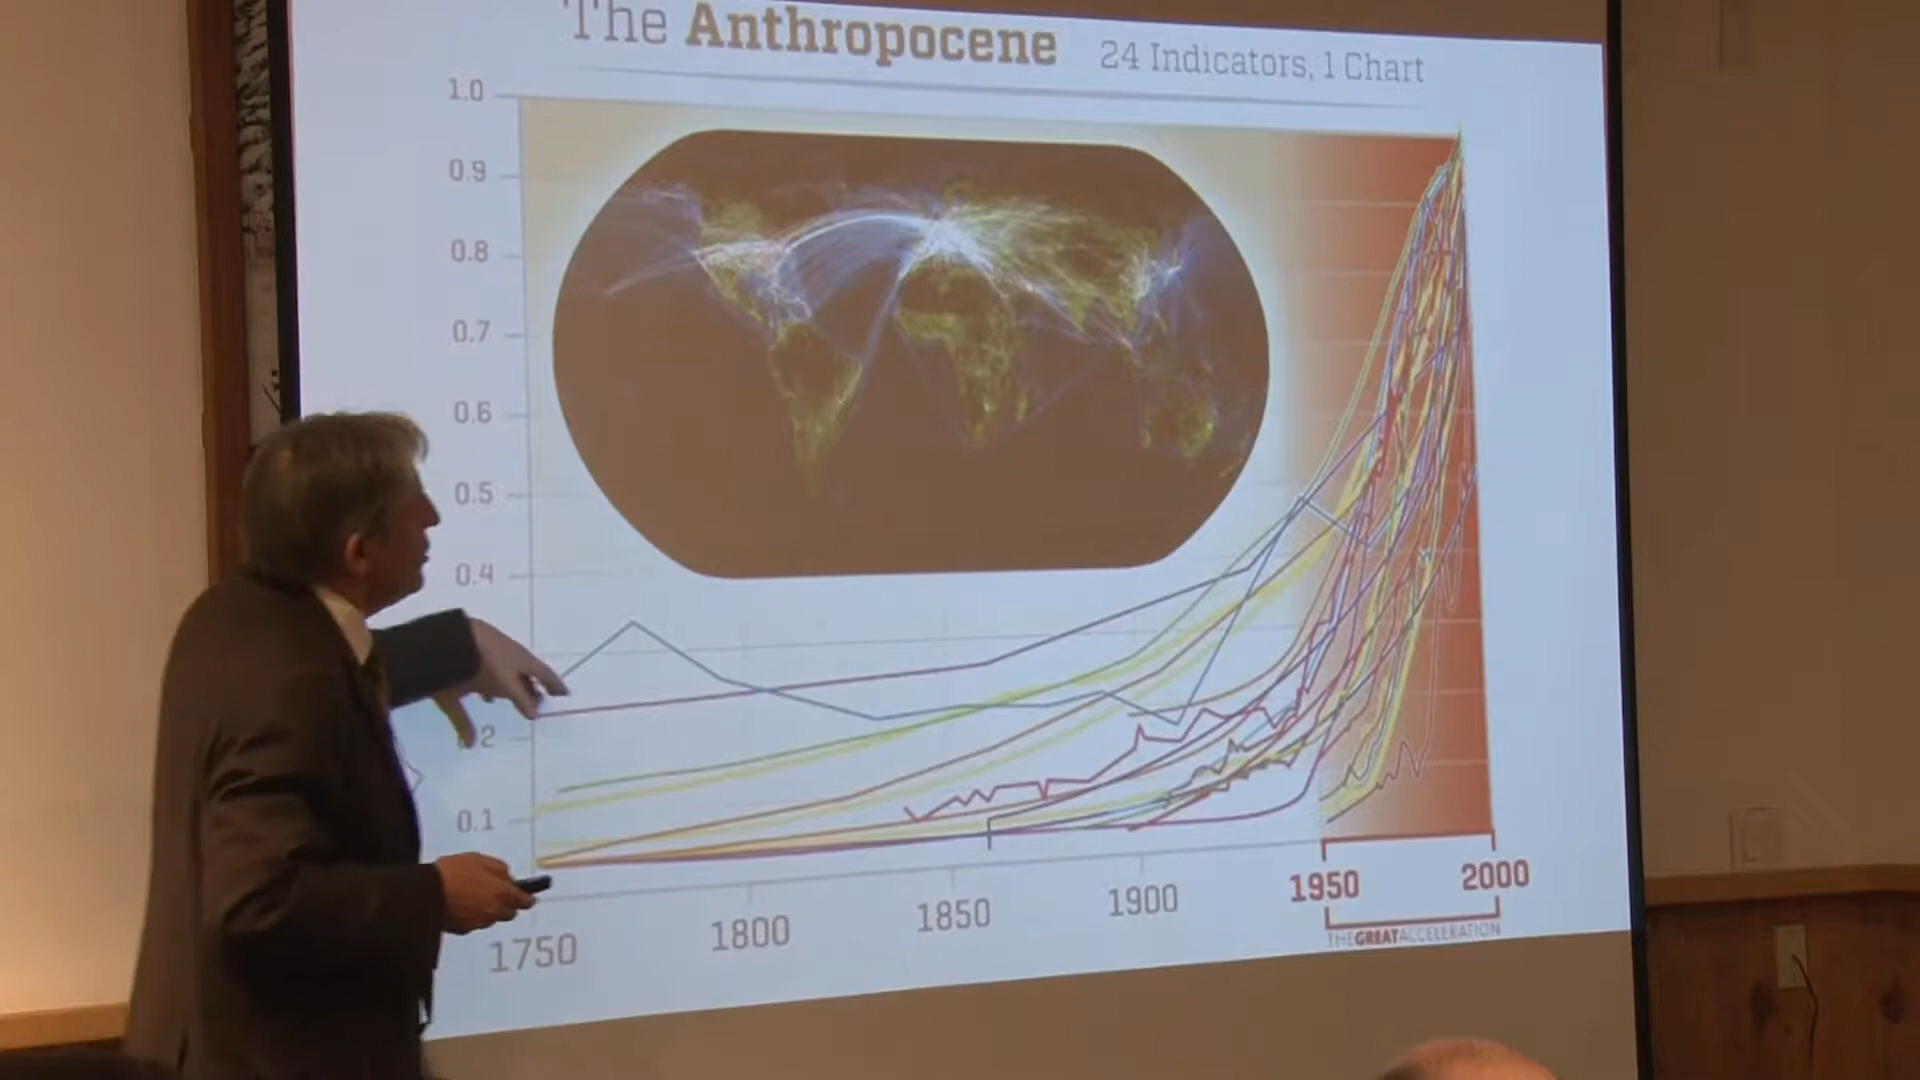 The Anthropocene 24 Indicators, 1 Chart
1.0
0.9
0.8
0.7
0.6
0.5
0.4
0.1
1750 1800 1850 1900 1950 2000
THE GREAT ACCELERATION